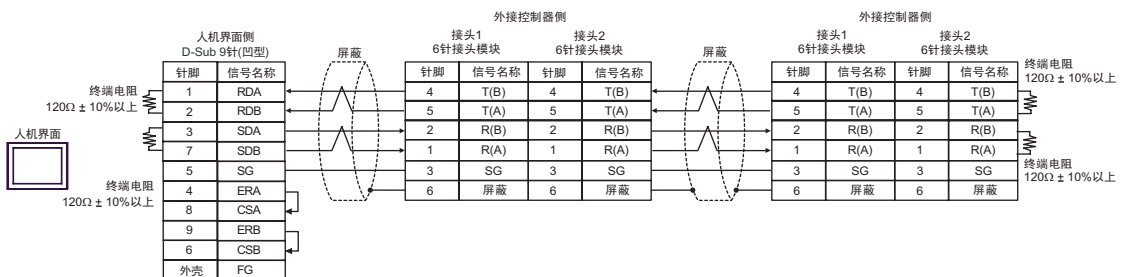 外接控制器侧
外接控制器侧
人机界面侧
D-Sub 9针(凹型)
屏蔽
接头1
6针接头模块
接头2
6针接头模块
屏蔽
接头1
6针接头模块
接头2
6针接头模块
针脚 信号名称
1 RDA
2 RDB
3 SDA
7 SDB
5 SG
4 ERA
8 CSA
9 ERB
6 CSB
外壳 FG
终端电阻
120Ω ± 10%以上
人机界面
终端电阻
120Ω ± 10%以上
针脚 信号名称 针脚 信号名称
4 T(B) 4 T(B)
5 T(A) 5 T(A)
2 R(B) 2 R(B)
1 R(A) 1 R(A)
3 SG 3 SG
6 屏蔽 6 屏蔽
针脚 信号名称 针脚 信号名称
4 T(B) 4 T(B)
5 T(A) 5 T(A)
2 R(B) 2 R(B)
1 R(A) 1 R(A)
3 SG 3 SG
6 屏蔽 6 屏蔽
终端电阻
120Ω ± 10%以上
终端电阻
120Ω ± 10%以上